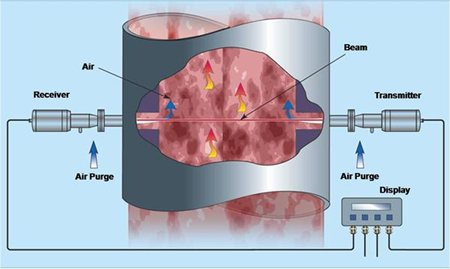 Beam
Air
Receiver
Transmitter
Air Purge
Air Purge
Display